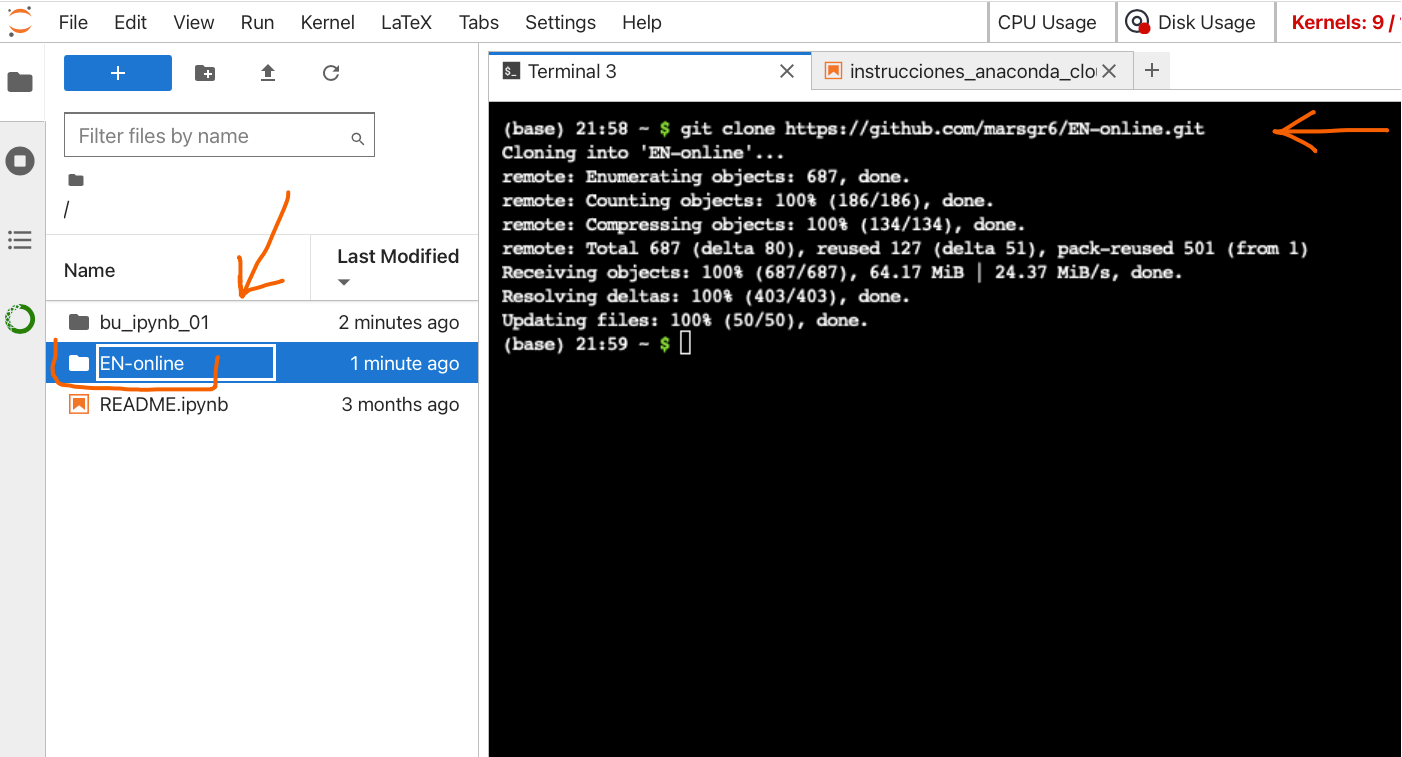 File Edit View Run Kernel LaTeX Tabs Settings Help CPU Usage Disk Usage Kernels: 9 /
+
Filter files by name
/
Name Last Modified
bu_ipynb_01 2 minutes ago
EN-online 1 minute ago
README.ipynb 3 months ago
$_ Terminal 3 instrucciones_anaconda_clo +
(base) 21:58 ~ $ git clone https://github.com/marsgr6/EN-online.git
Cloning into 'EN-online'...
remote: Enumerating objects: 687, done.
remote: Counting objects: 100% (186/186), done.
remote: Compressing objects: 100% (134/134), done.
remote: Total 687 (delta 80), reused 127 (delta 51), pack-reused 501 (from 1)
Receiving objects: 100% (687/687), 64.17 MiB | 24.37 MiB/s, done.
Resolving deltas: 100% (403/403), done.
Updating files: 100% (50/50), done.
(base) 21:59 ~ $